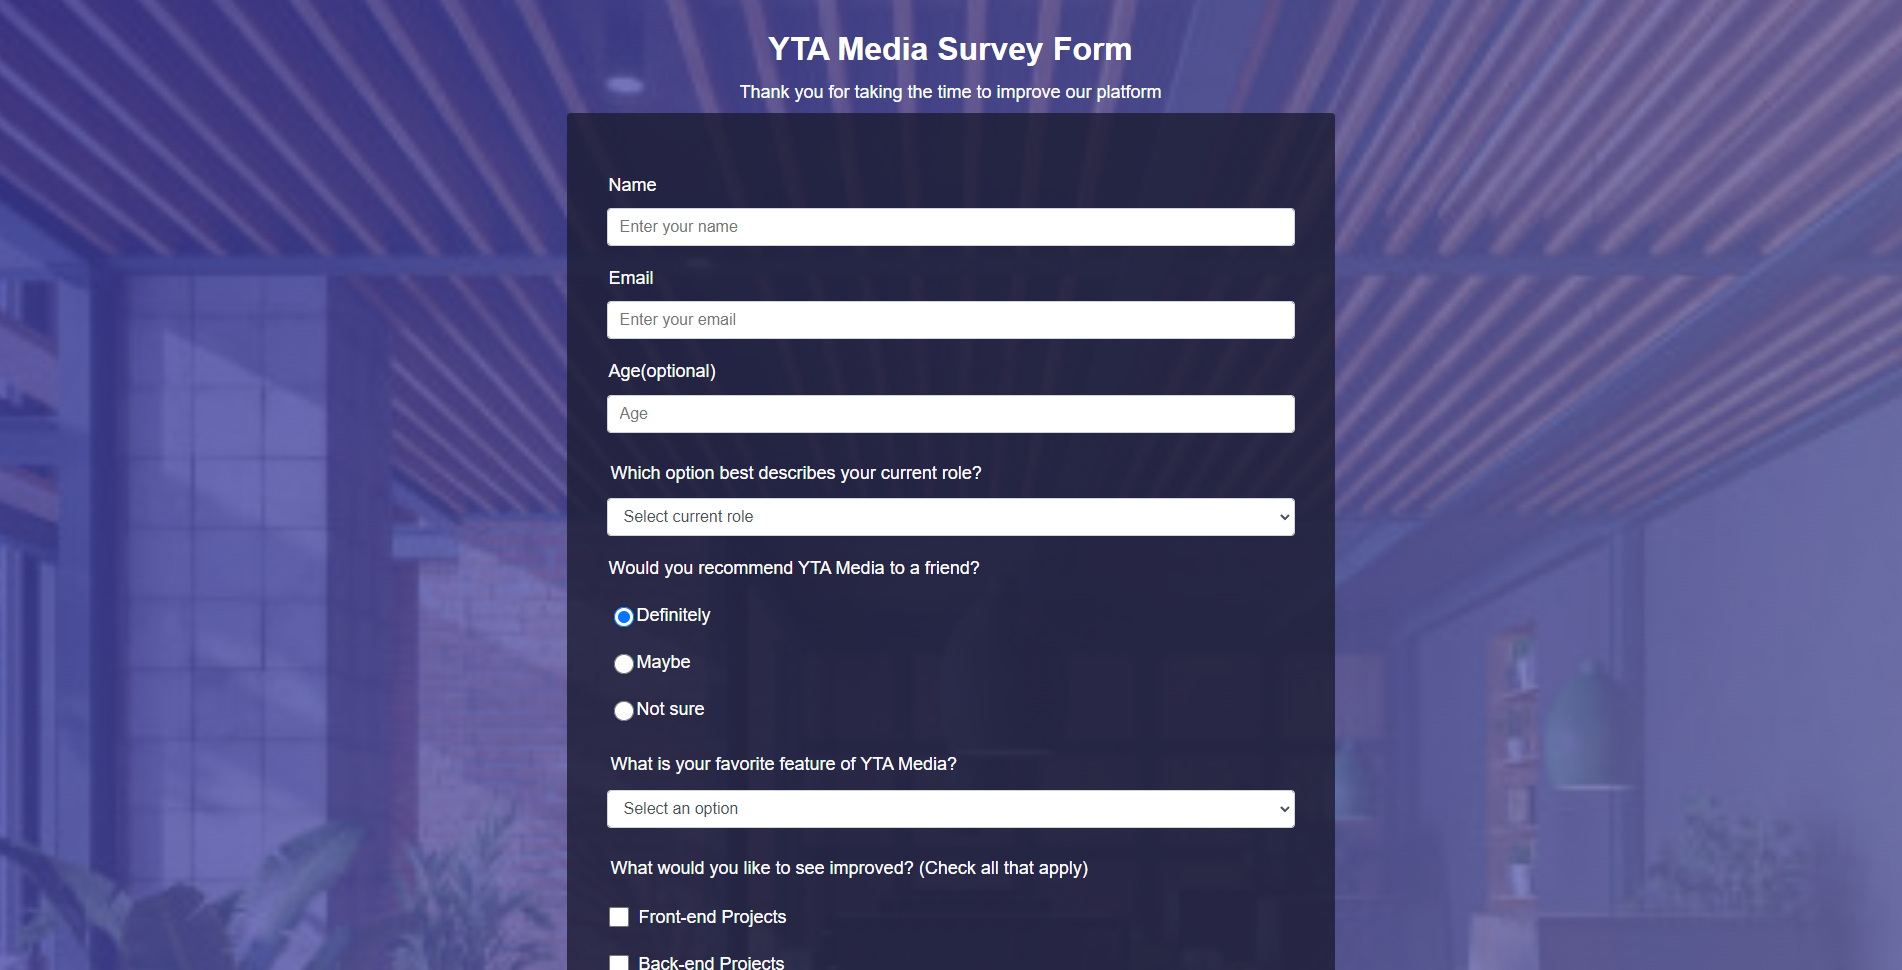 YTA Media Survey Form
Thank you for taking the time to improve our platform
Name
Enter your name
Email
Enter your email
Age(optional)
Age
Which option best describes your current role?
Select current role
Would you recommend YTA Media to a friend?
Definitely
Maybe
Not sure
What is your favorite feature of YTA Media?
Select an option
What would you like to see improved? (Check all that apply)
Front-end Projects
Back-end Projects